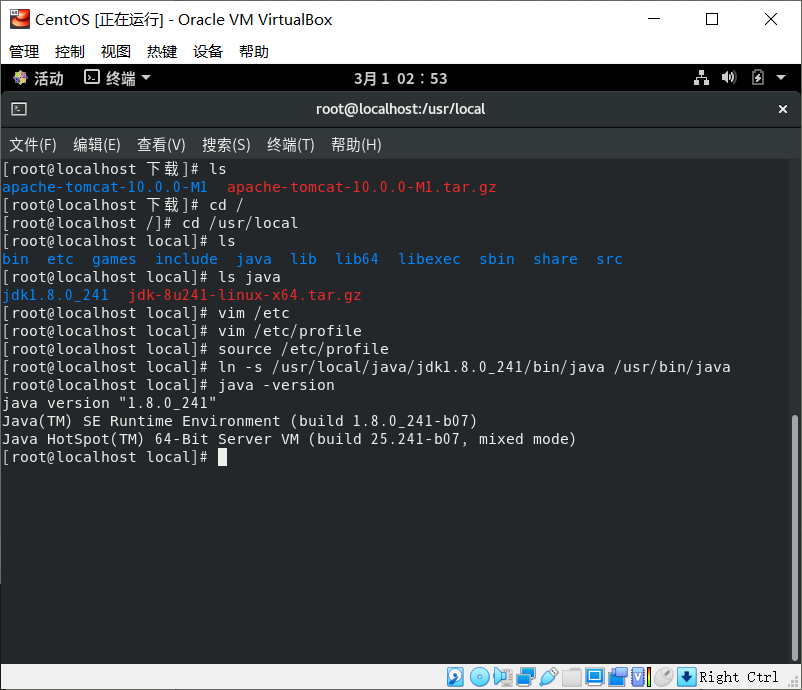 CentOS [正在运行] - Oracle VM VirtualBox
管理 控制 视图 热键 设备 帮助
活动 终端 3月 1 02：53
root@localhost:/usr/local
文件(F) 编辑(E) 查看(V) 搜索(S) 终端(T) 帮助(H)
[root@localhost 下载]# ls
apache-tomcat-10.0.0-M1 apache-tomcat-10.0.0-M1.tar.gz
[root@localhost 下载]# cd /
[root@localhost /]# cd /usr/local
[root@localhost local]# ls
bin etc games include java lib lib64 libexec sbin share src
[root@localhost local]# ls java
jdk1.8.0_241 jdk-8u241-linux-x64.tar.gz
[root@localhost local]# vim /etc
[root@localhost local]# vim /etc/profile
[root@localhost local]# source /etc/profile
[root@localhost local]# ln -s /usr/local/java/jdk1.8.0_241/bin/java /usr/bin/java
[root@localhost local]# java -version
java version "1.8.0_241"
Java(TM) SE Runtime Environment (build 1.8.0_241-b07)
Java HotSpot(TM) 64-Bit Server VM (build 25.241-b07, mixed mode)
[root@localhost local]#
Right Ctrl